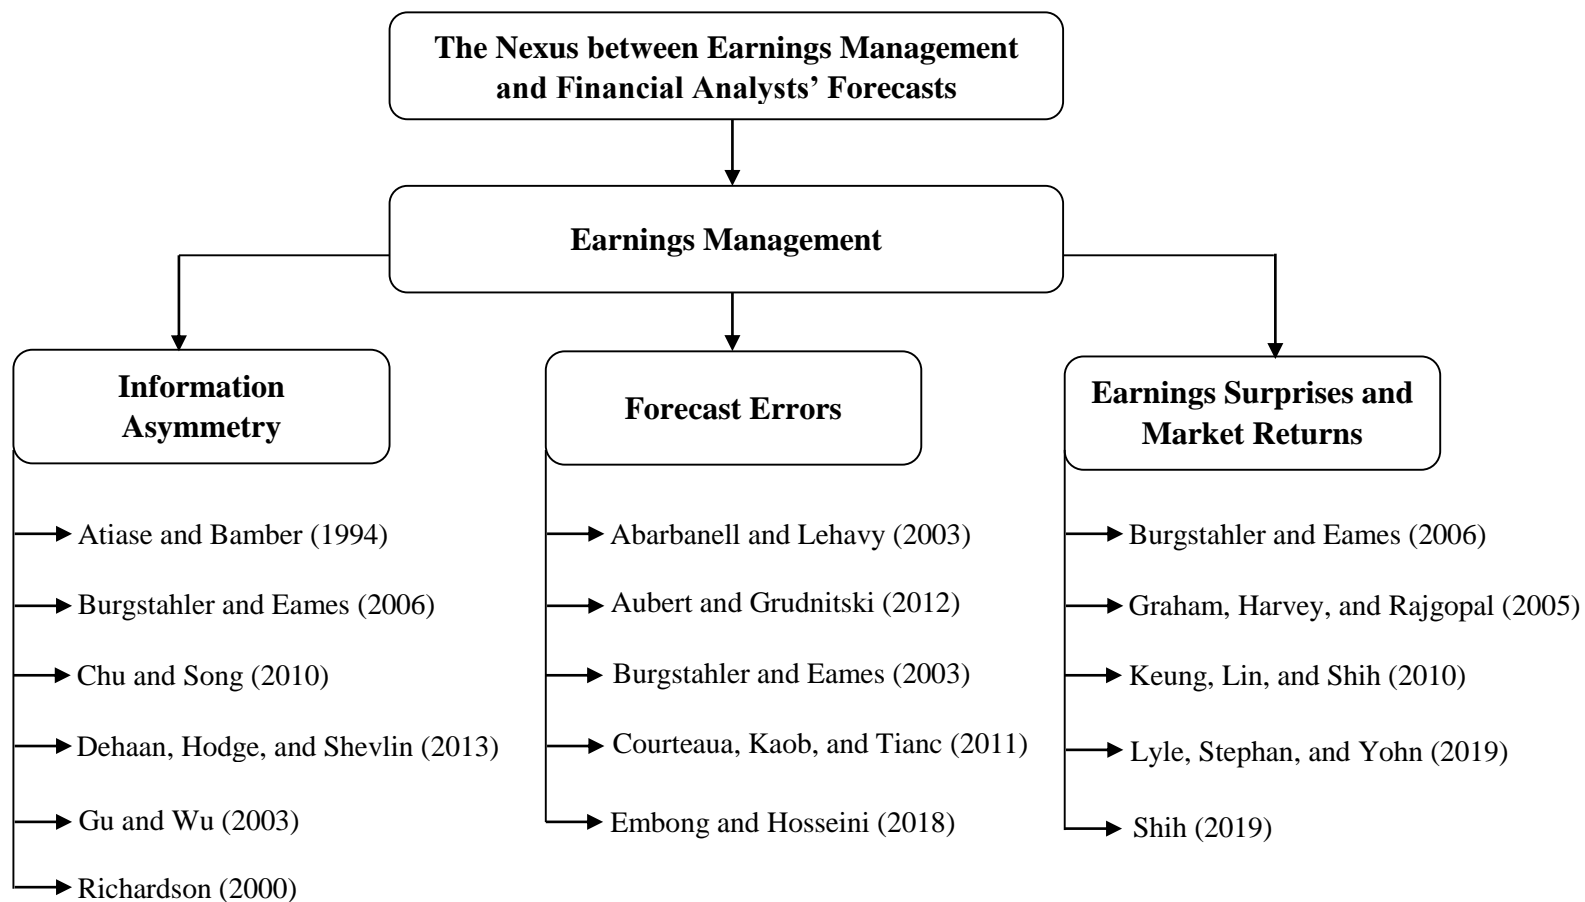 The Nexus between Earnings Management
and Financial Analysts’ Forecasts
Earnings Management
Information
Asymmetry
Atiase and Bamber (1994)
Burgstahler and Eames (2006)
Chu and Song (2010)
Dehaan, Hodge, and Shevlin (2013)
Gu and Wu (2003)
Richardson (2000)
Forecast Errors
Abarbanell and Lehavy (2003)
Aubert and Grudnitski (2012)
Burgstahler and Eames (2003)
Courteaua, Kaob, and Tianc (2011)
Embong and Hosseini (2018)
Earnings Surprises and
Market Returns
Burgstahler and Eames (2006)
Graham, Harvey, and Rajgopal (2005)
Keung, Lin, and Shih (2010)
Lyle, Stephan, and Yohn (2019)
Shih (2019)